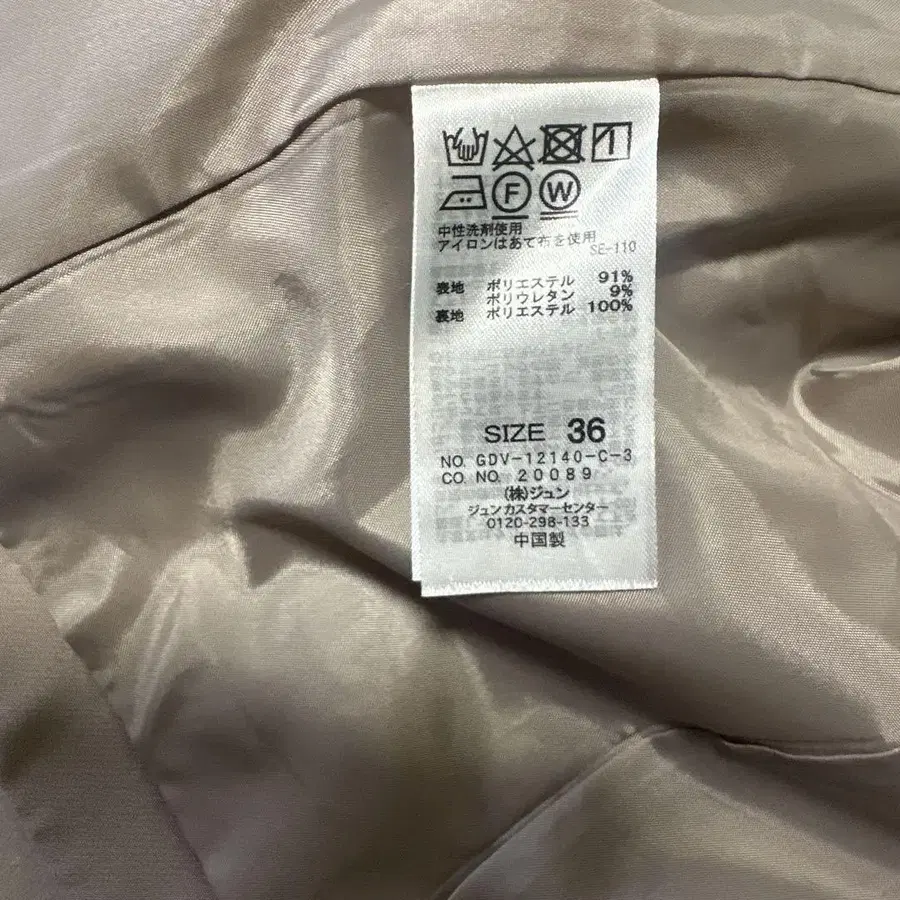 F W
中性洗剤使用
アイロンはあて布を使用
SE-110
表地 ポリエステル 91%
ポリウレタン 9%
裏地 ポリエステル 100%
SIZE 36
NO. GDV-12140-C-3
CO. NO. 20089
(株)ジュン
ジュンカスタマーセンター
0120-298-133
中国製